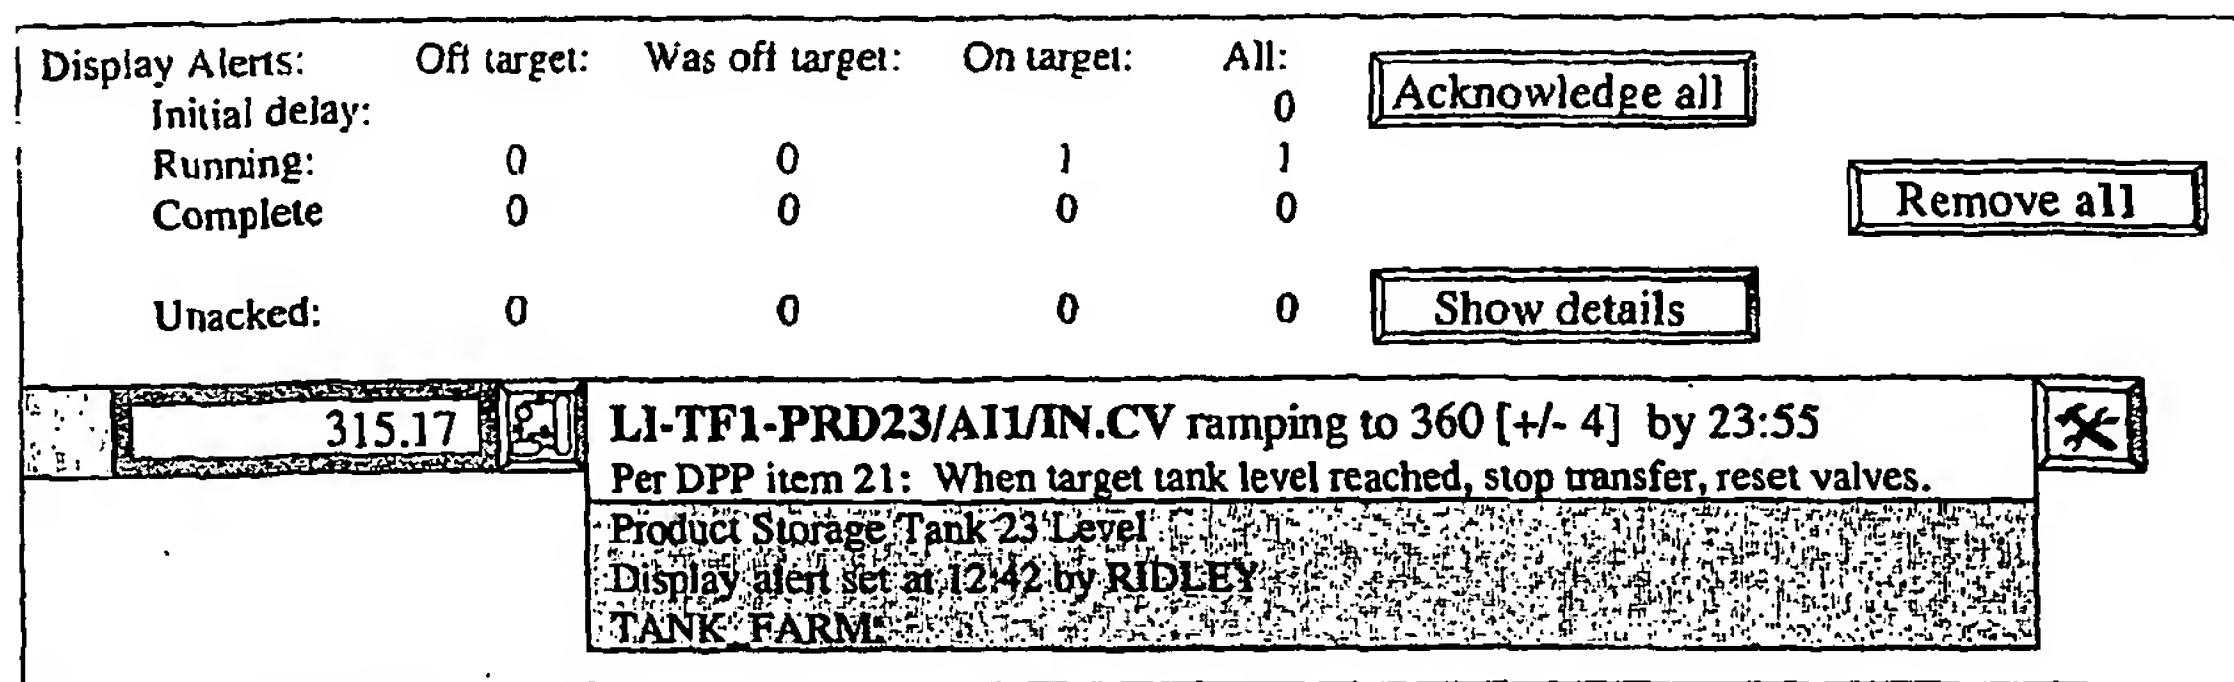 Display Alerts: Off target: Was off target: On target: All:
Acknowledge all
Initial delay: 0
Running: 0 0 1 1
Remove all
Complete 0 0 0 0
Unacked: 0 0 0 0
Show details
315.17
LI-TF1-PRD23/AI1/IN.CV ramping to 360 [+/- 4] by 23:55
Per DPP item 21: When target tank level reached, stop transfer, reset valves.
Product Storage Tank 23 Level
Display alert set at 12:42 by RIDLEY
TANK_FARM